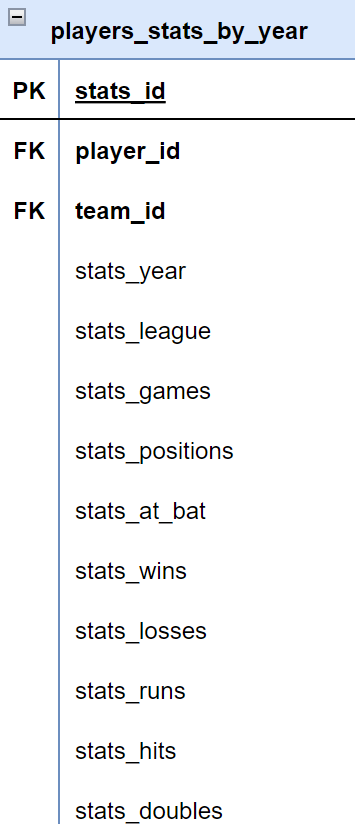 players_stats_by_year
PK stats_id
FK player_id
FK team_id
stats_year
stats_league
stats_games
stats_positions
stats_at_bat
stats_wins
stats_losses
stats_runs
stats_hits
stats_doubles